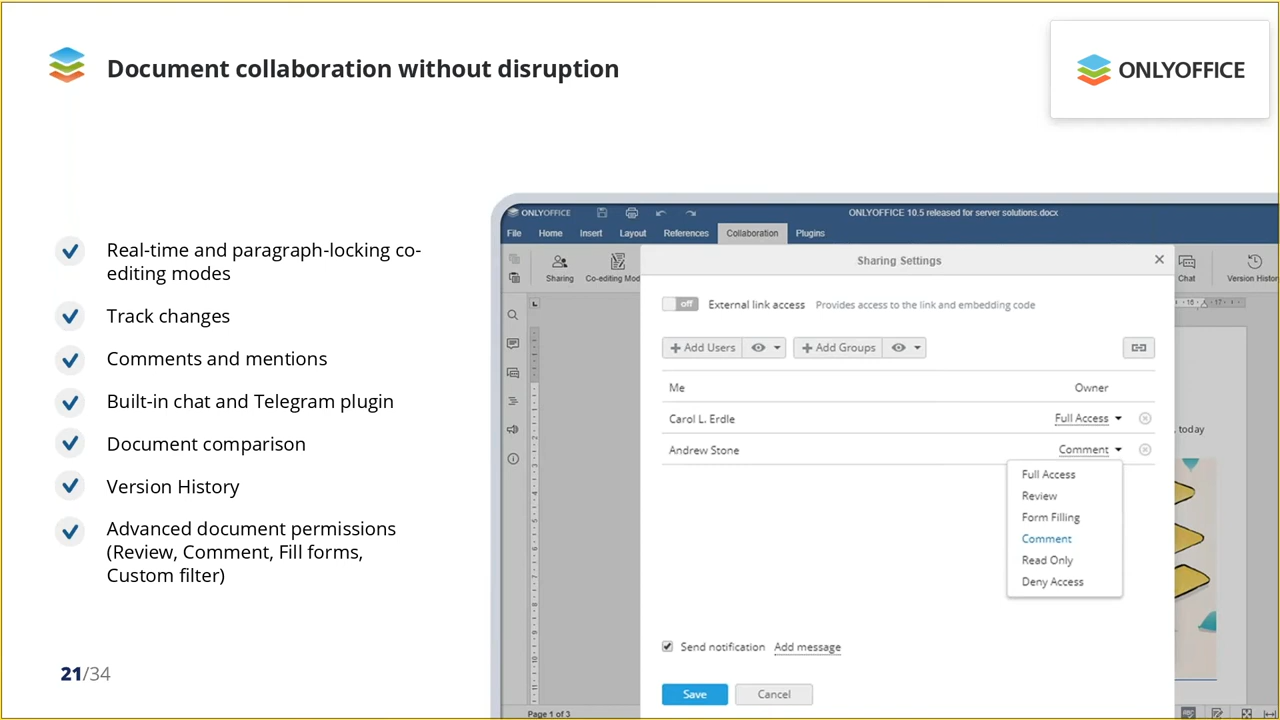 Document collaboration without disruption
ONLYOFFICE
Real-time and paragraph-locking co-
editing modes
Track changes
Comments and mentions
Built-in chat and Telegram plugin
Document comparison
Version History
Advanced document permissions
(Review, Comment, Fill forms,
Custom filter)
21/34
ONLYOFFICE
ONLYOFFICE 10.5 released for server solutions.docx
File Home Insert Layout References Collaboration Plugins
Sharing Co-editing Chat
Sharing Settings
off External link access Provides access to the link and embedding code
Add Users Add Groups
Me Owner
Carol L. Erdle Full Access
Andrew Stone Comment
Full Access
Review
Form Filling
Comment
Read Only
Deny Access
Send notification Add message
Save Cancel
today
Page 1 of 3